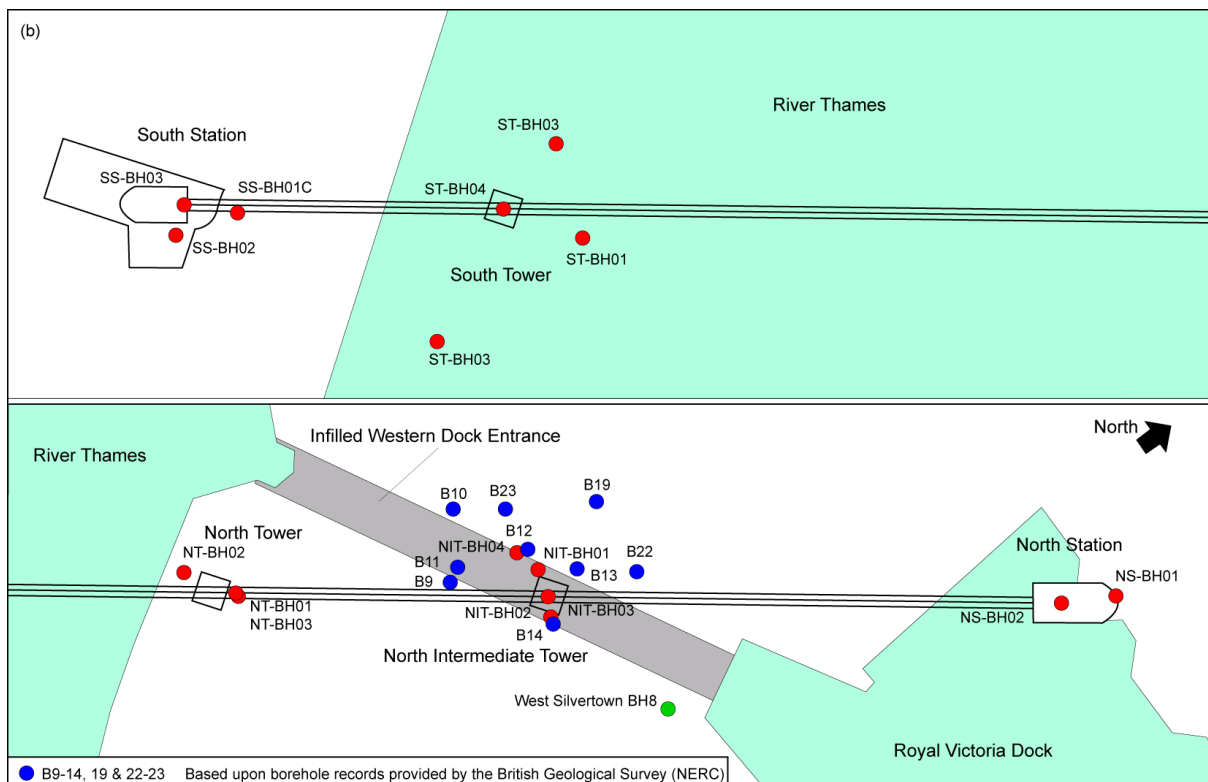 (b)
River Thames
South Station
ST-BH03
SS-BH03
SS-BH01C
ST-BH04
SS-BH02
ST-BH01
South Tower
ST-BH03
Infilled Western Dock Entrance
North
River Thames
B10
B23
B19
North Tower
B12
NT-BH02
NIT-BH04
NIT-BH01
North Station
B11
B22
B9
B13
NS-BH01
NT-BH01
NIT-BH02
NIT-BH03
NS-BH02
NT-BH03
B14
North Intermediate Tower
West Silvertown BH8
Royal Victoria Dock
B9-14, 19 & 22-23 Based upon borehole records provided by the British Geological Survey (NERC)